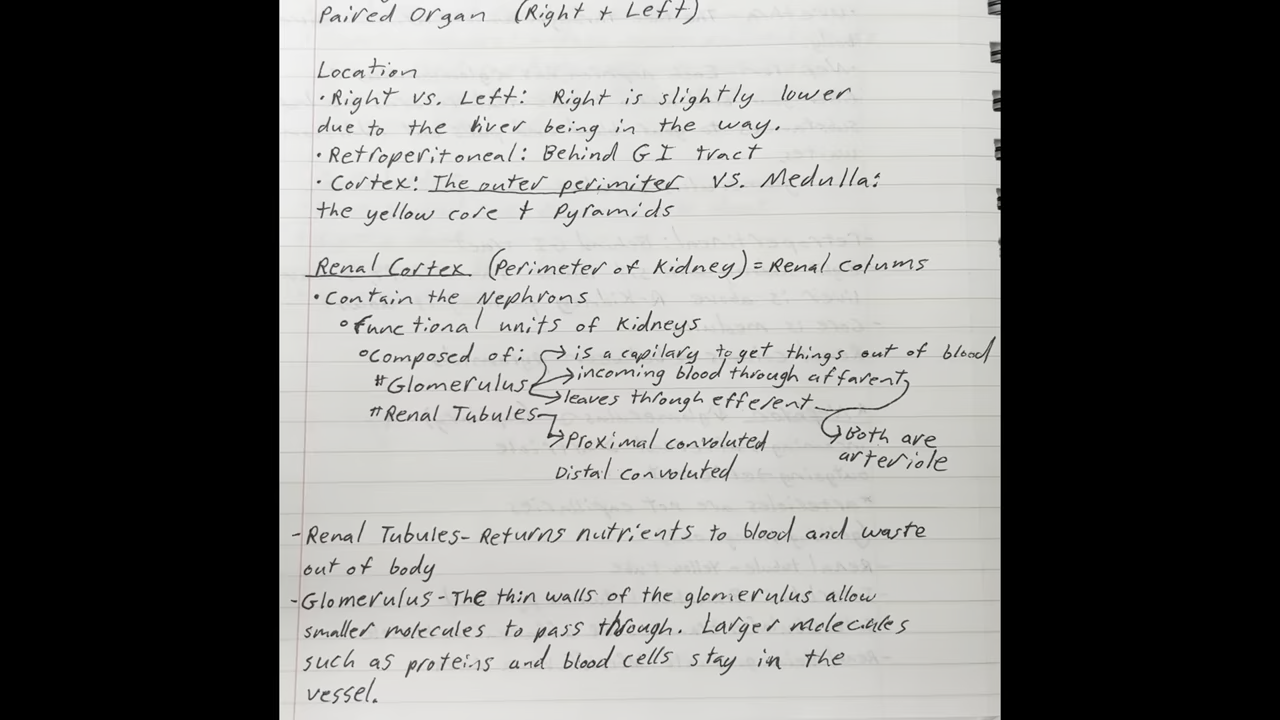 Paired Organ (Right + Left)
Location
• Right vs. Left: Right is slightly lower
due to the liver being in the way.
• Retroperitoneal: Behind GI tract
• Cortex: The outer perimiter vs. Medulla:
the yellow core + Pyramids
Renal Cortex (Perimeter of Kidney) = Renal Colums
• Contain the Nephrons
° Functional units of Kidneys
° Composed of: → is a capilary to get things out of blood
# Glomerulus → incoming blood through affarent
→ leaves through efferent
# Renal Tubules
→ Proximal convoluted → Both are
arteriole
Distal convoluted
- Renal Tubules - Returns nutrients to blood and waste
out of body
- Glomerulus - The thin walls of the glomerulus allow
smaller molecules to pass through. Larger molecules
such as proteins and blood cells stay in the
vessel.